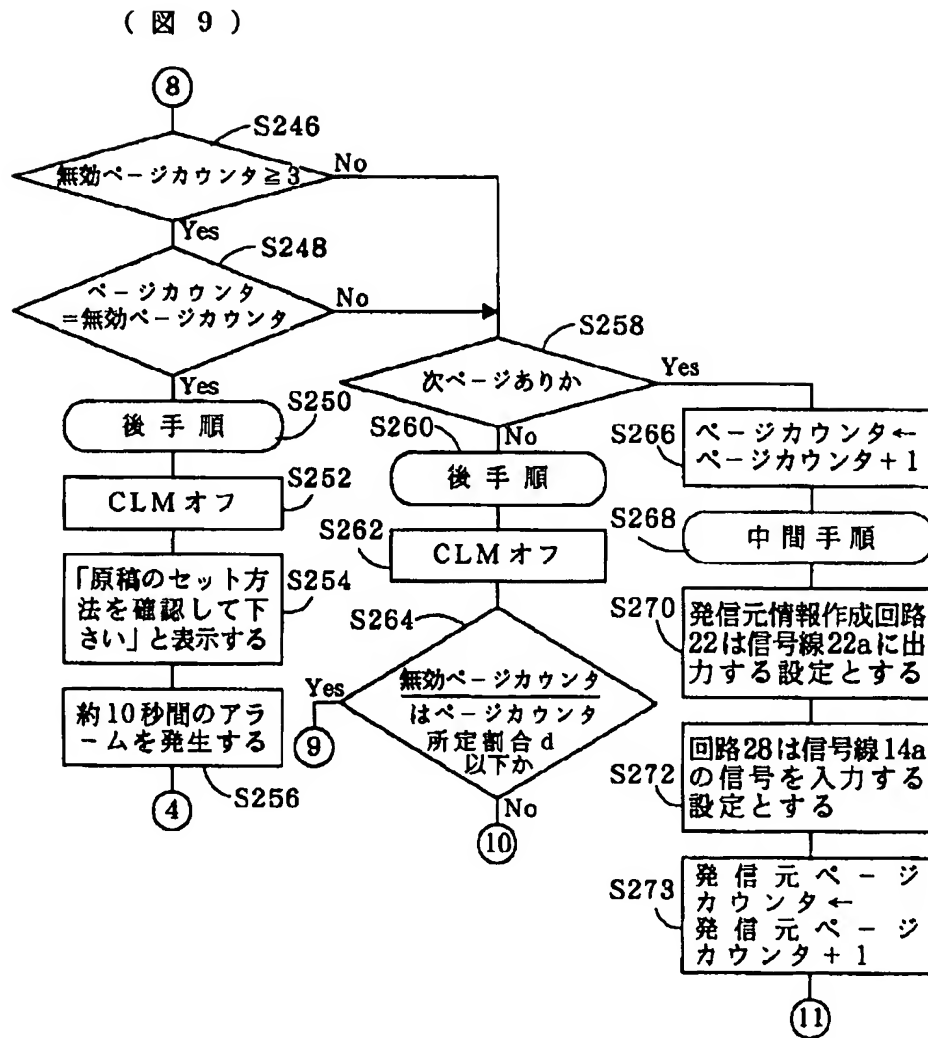 (図 9)
8
S246
無効ページカウンタ≧3
No
Yes
S248
ページカウンタ
=無効ページカウンタ
No
Yes
S250
後手順
S252
CLMオフ
「原稿のセット方
法を確認して下
さい」と表示する
S254
約10秒間のアラ
ームを発生する
S256
4
S258
次ページありか
Yes
No
S260
後手順
S262
CLMオフ
S264
無効ページカウンタ
はページカウンタ
所定割合d
以下か
Yes
9
No
10
S266
ページカウンタ←
ページカウンタ+1
S268
中間手順
S270
発信元情報作成回路
22は信号線22aに出
力する設定とする
S272
回路28は信号線14a
の信号を入力する
設定とする
S273
発信元ページ
カウンタ←
発信元ページ
カウンタ+1
11